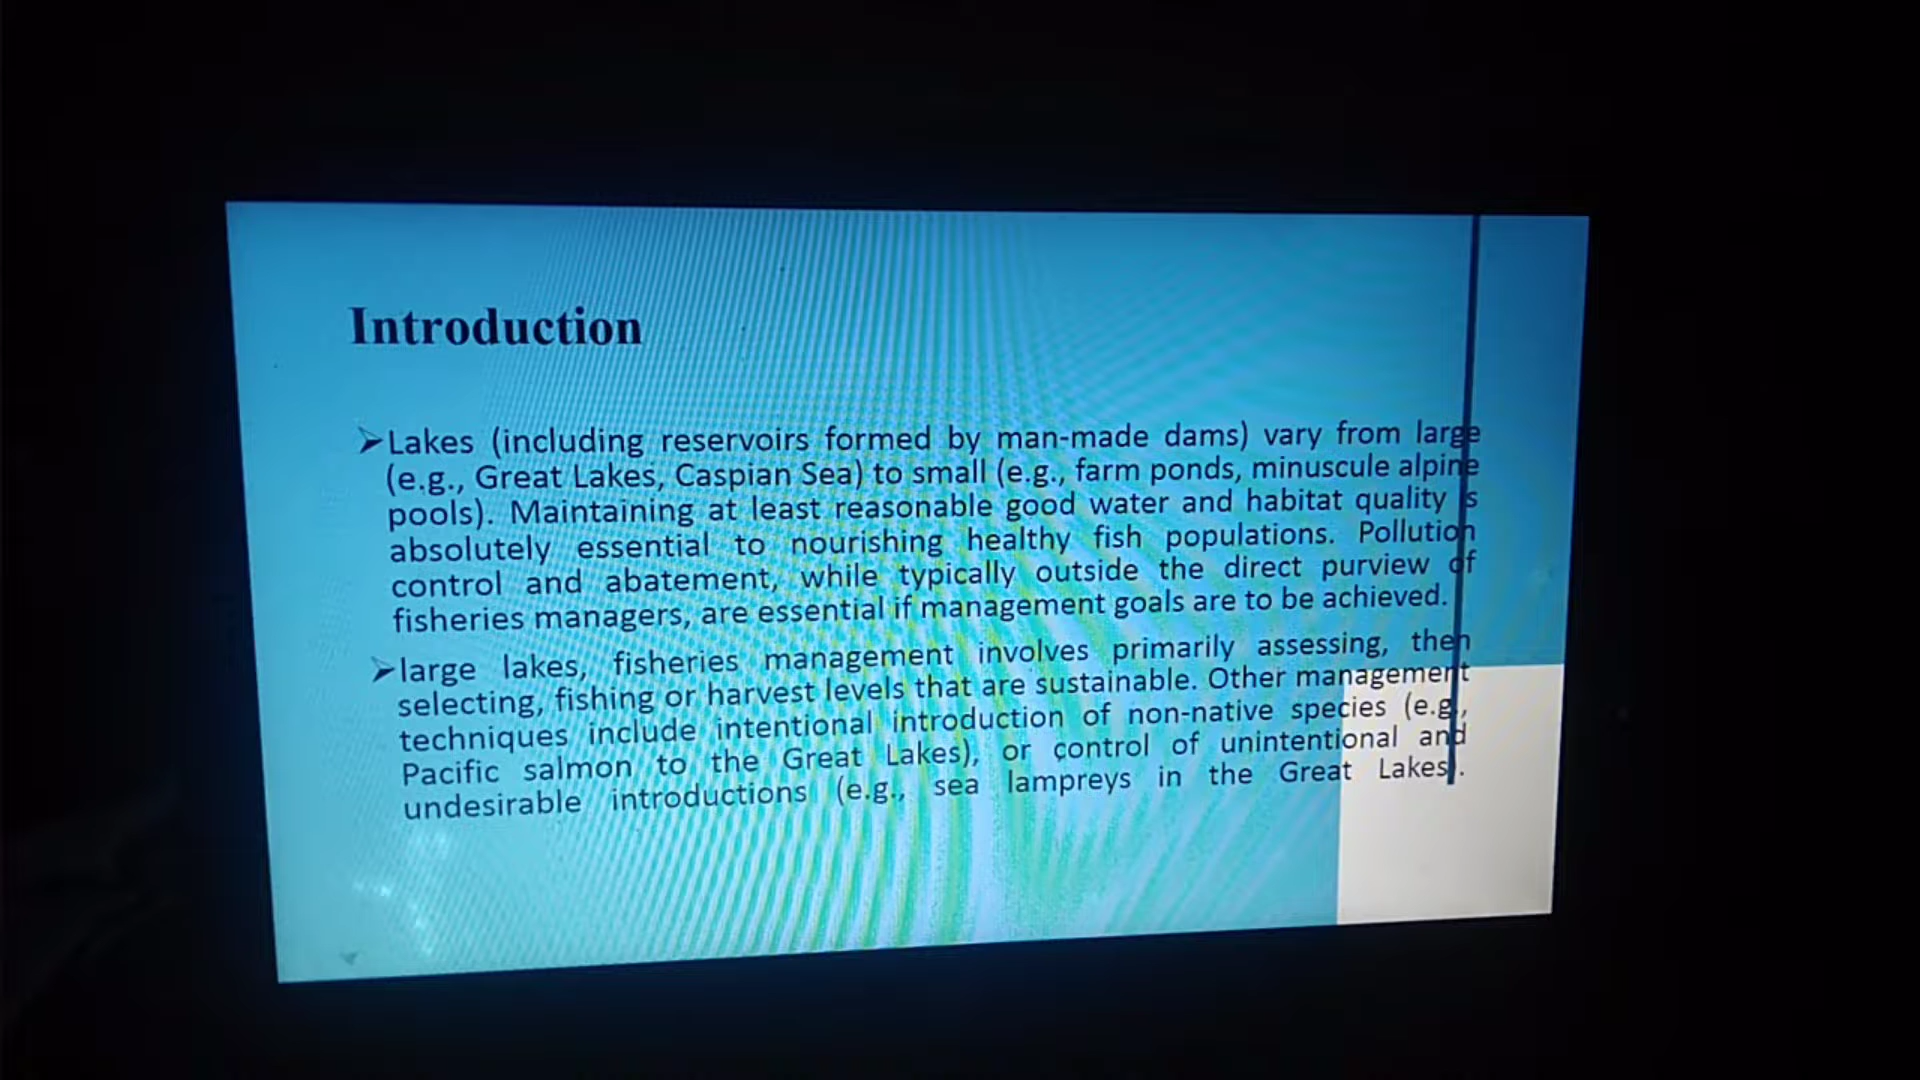 Introduction
➢Lakes (including reservoirs formed by man-made dams) vary from large
(e.g., Great Lakes, Caspian Sea) to small (e.g., farm ponds, minuscule alpine
pools). Maintaining at least reasonable good water and habitat quality is
absolutely essential to nourishing healthy fish populations. Pollution
control and abatement, while typically outside the direct purview of
fisheries managers, are essential if management goals are to be achieved.
➢large lakes, fisheries management involves primarily assessing, then
selecting, fishing or harvest levels that are sustainable. Other management
techniques include intentional introduction of non-native species (e.g.,
Pacific salmon to the Great Lakes), or control of unintentional and
undesirable introductions (e.g., sea lampreys in the Great Lakes).